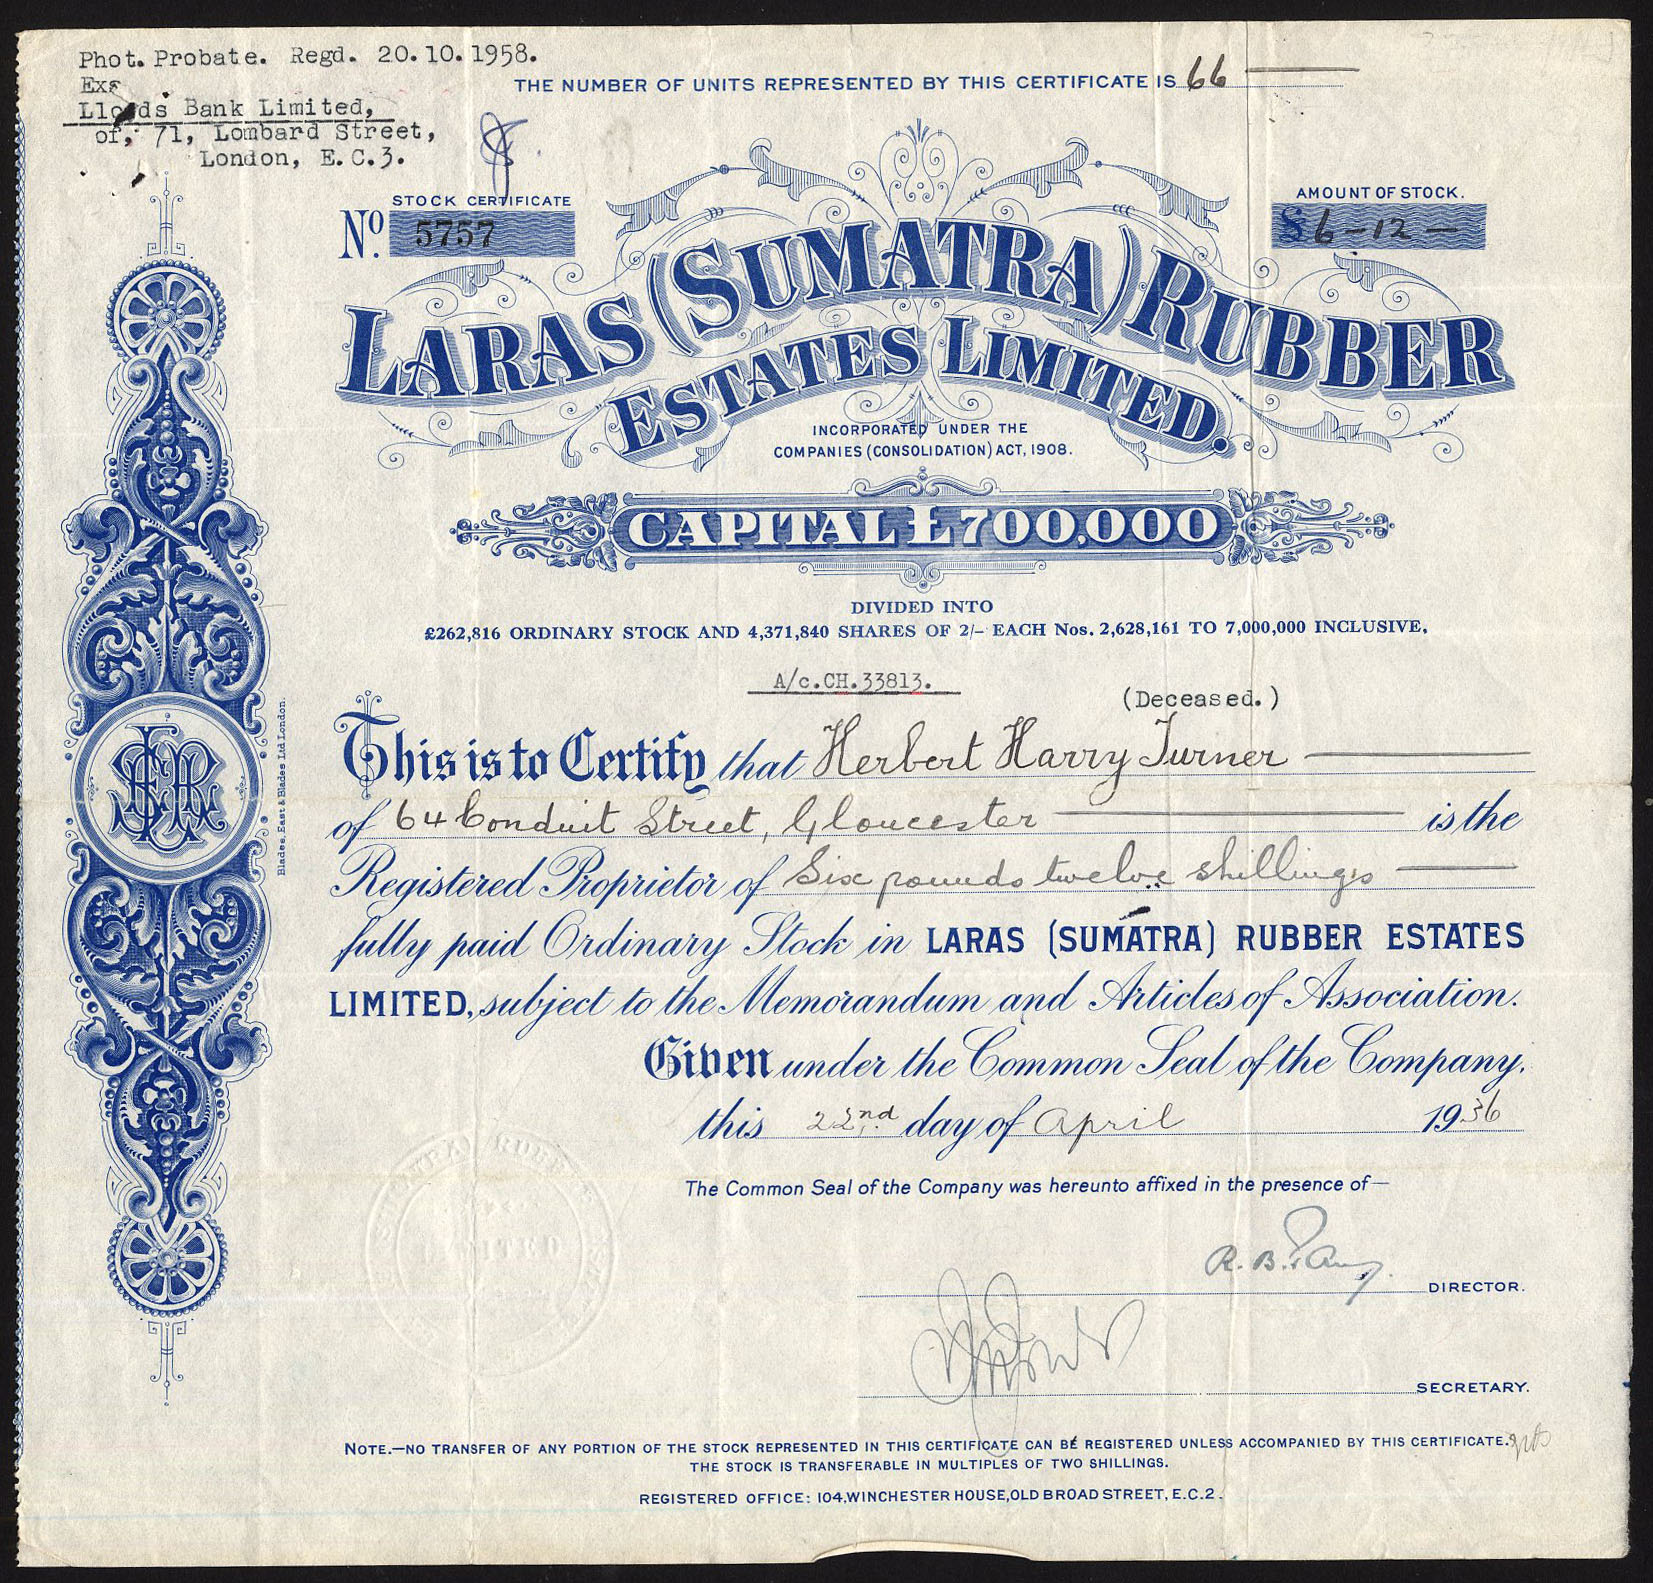 Phot. Probate. Regd. 20.10.1958.
Exs
Lloyds Bank Limited,
of, 71, Lombard Street,
London, E.C.3.
THE NUMBER OF UNITS REPRESENTED BY THIS CERTIFICATE IS 66
STOCK CERTIFICATE
No. 5757
AMOUNT OF STOCK.
£6-12-
LARAS (SUMATRA) RUBBER
ESTATES LIMITED.
INCORPORATED UNDER THE
COMPANIES (CONSOLIDATION) ACT, 1908.
CAPITAL £700,000
DIVIDED INTO
£262,816 ORDINARY STOCK AND 4,371,840 SHARES OF 2/- EACH Nos. 2,628,161 TO 7,000,000 INCLUSIVE.
A/c.CH.33813.
(Deceased.)
This is to Certify that Herbert Harry Turner
of 64 Conduit Street, Gloucester is the
Registered Proprietor of Six pounds twelve shillings
fully paid Ordinary Stock in LARAS (SUMATRA) RUBBER ESTATES
LIMITED, subject to the Memorandum and Articles of Association.
Given under the Common Seal of the Company.
this 22nd day of April 1936
The Common Seal of the Company was hereunto affixed in the presence of—
R. B.
DIRECTOR.
SECRETARY.
NOTE.—NO TRANSFER OF ANY PORTION OF THE STOCK REPRESENTED IN THIS CERTIFICATE CAN BE REGISTERED UNLESS ACCOMPANIED BY THIS CERTIFICATE.
THE STOCK IS TRANSFERABLE IN MULTIPLES OF TWO SHILLINGS.
REGISTERED OFFICE: 104, WINCHESTER HOUSE, OLD BROAD STREET, E.C.2.
Blades, East & Blades Ltd London.